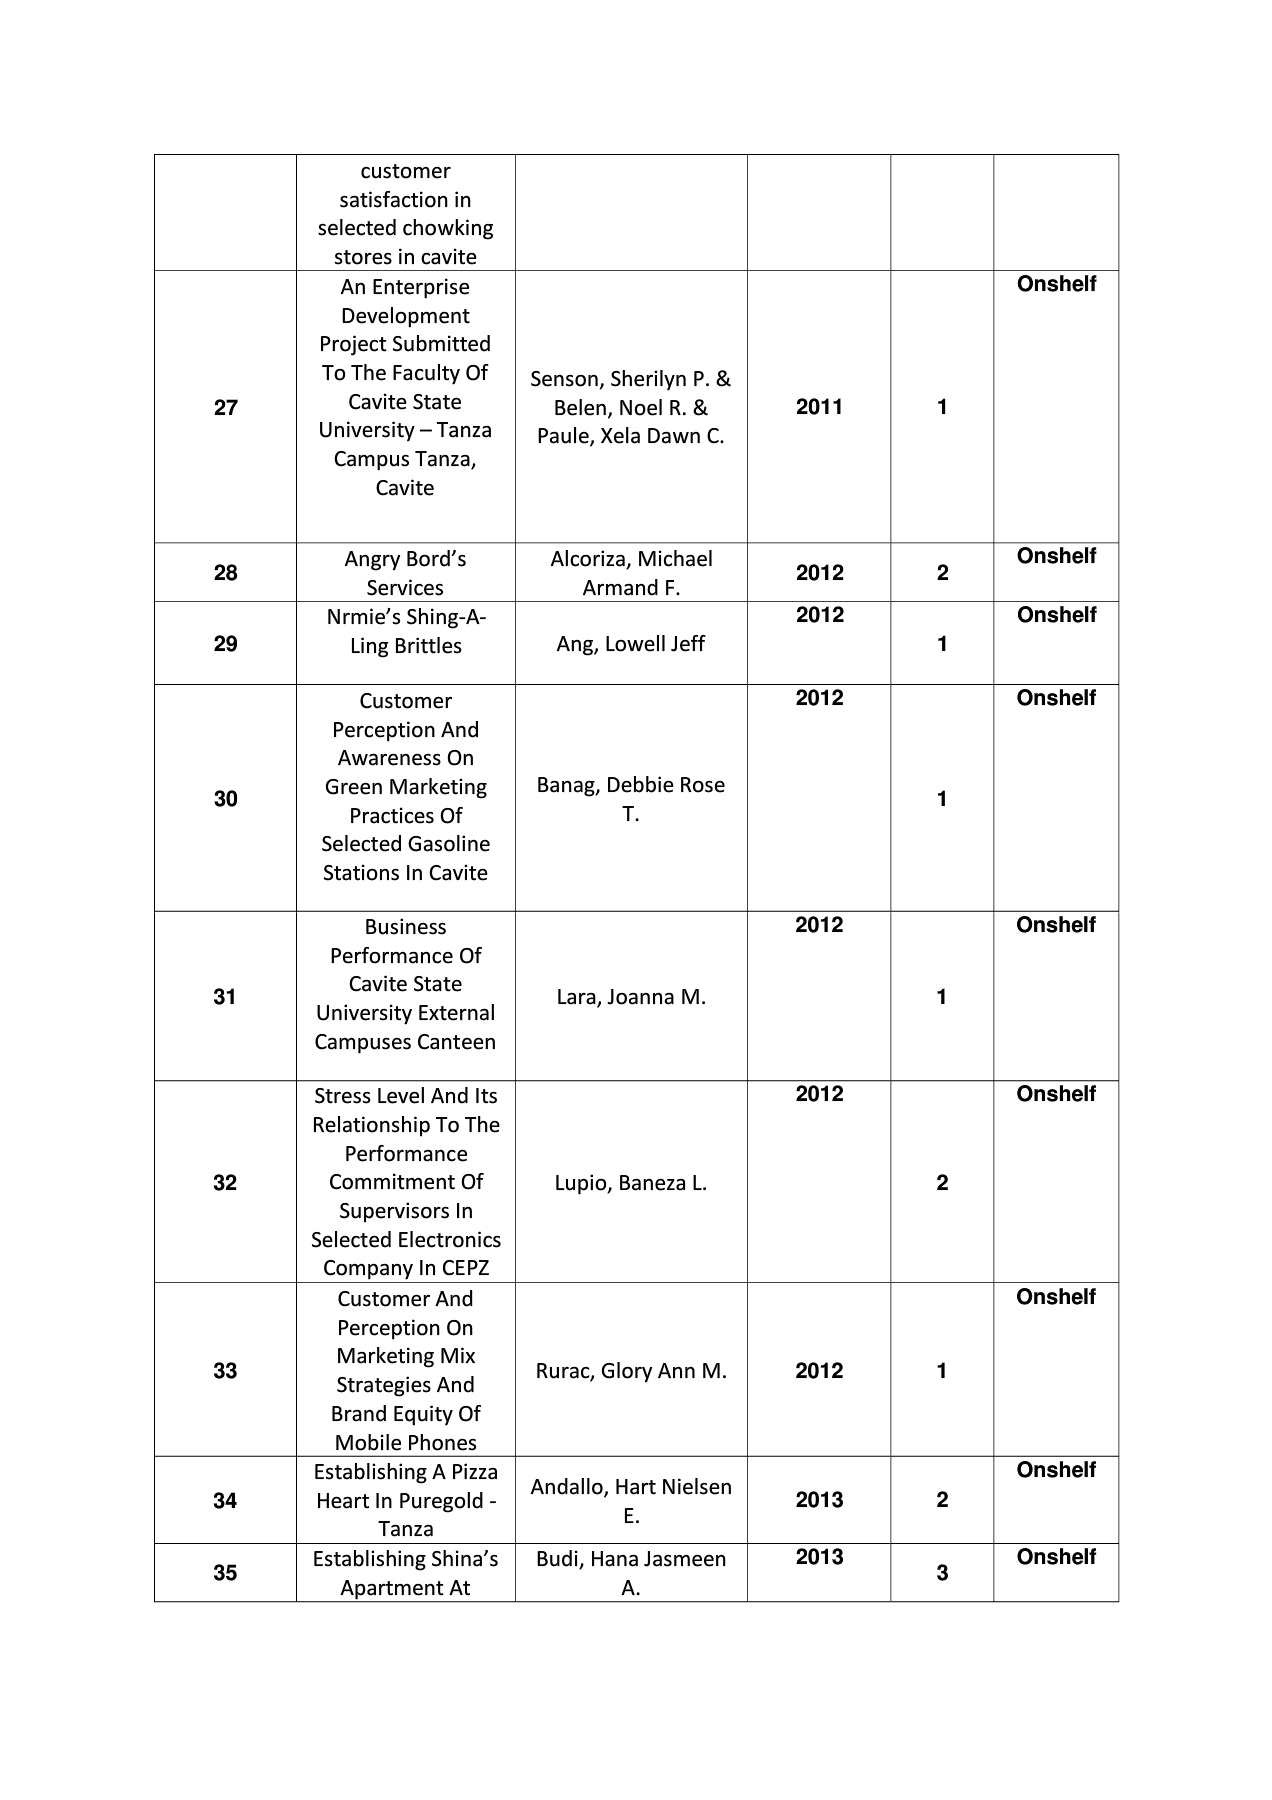 customer
satisfaction in
selected chowking
stores in cavite
27
An Enterprise
Development
Project Submitted
To The Faculty Of
Cavite State
University – Tanza
Campus Tanza,
Cavite
Senson, Sherilyn P. &
Belen, Noel R. &
Paule, Xela Dawn C.
2011
1
Onshelf
28
Angry Bord’s
Services
Alcoriza, Michael
Armand F.
2012
2
Onshelf
29
Nrmie’s Shing-A-
Ling Brittles
Ang, Lowell Jeff
2012
1
Onshelf
30
Customer
Perception And
Awareness On
Green Marketing
Practices Of
Selected Gasoline
Stations In Cavite
Banag, Debbie Rose
T.
2012
1
Onshelf
31
Business
Performance Of
Cavite State
University External
Campuses Canteen
Lara, Joanna M.
2012
1
Onshelf
32
Stress Level And Its
Relationship To The
Performance
Commitment Of
Supervisors In
Selected Electronics
Company In CEPZ
Lupio, Baneza L.
2012
2
Onshelf
33
Customer And
Perception On
Marketing Mix
Strategies And
Brand Equity Of
Mobile Phones
Rurac, Glory Ann M.
2012
1
Onshelf
34
Establishing A Pizza
Heart In Puregold -
Tanza
Andallo, Hart Nielsen
E.
2013
2
Onshelf
35
Establishing Shina’s
Apartment At
Budi, Hana Jasmeen
A.
2013
3
Onshelf